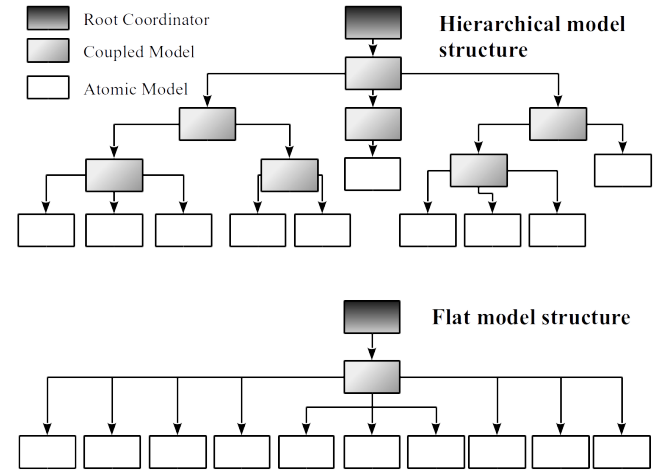 Root Coordinator
Coupled Model
Atomic Model
Hierarchical model
structure
Flat model structure